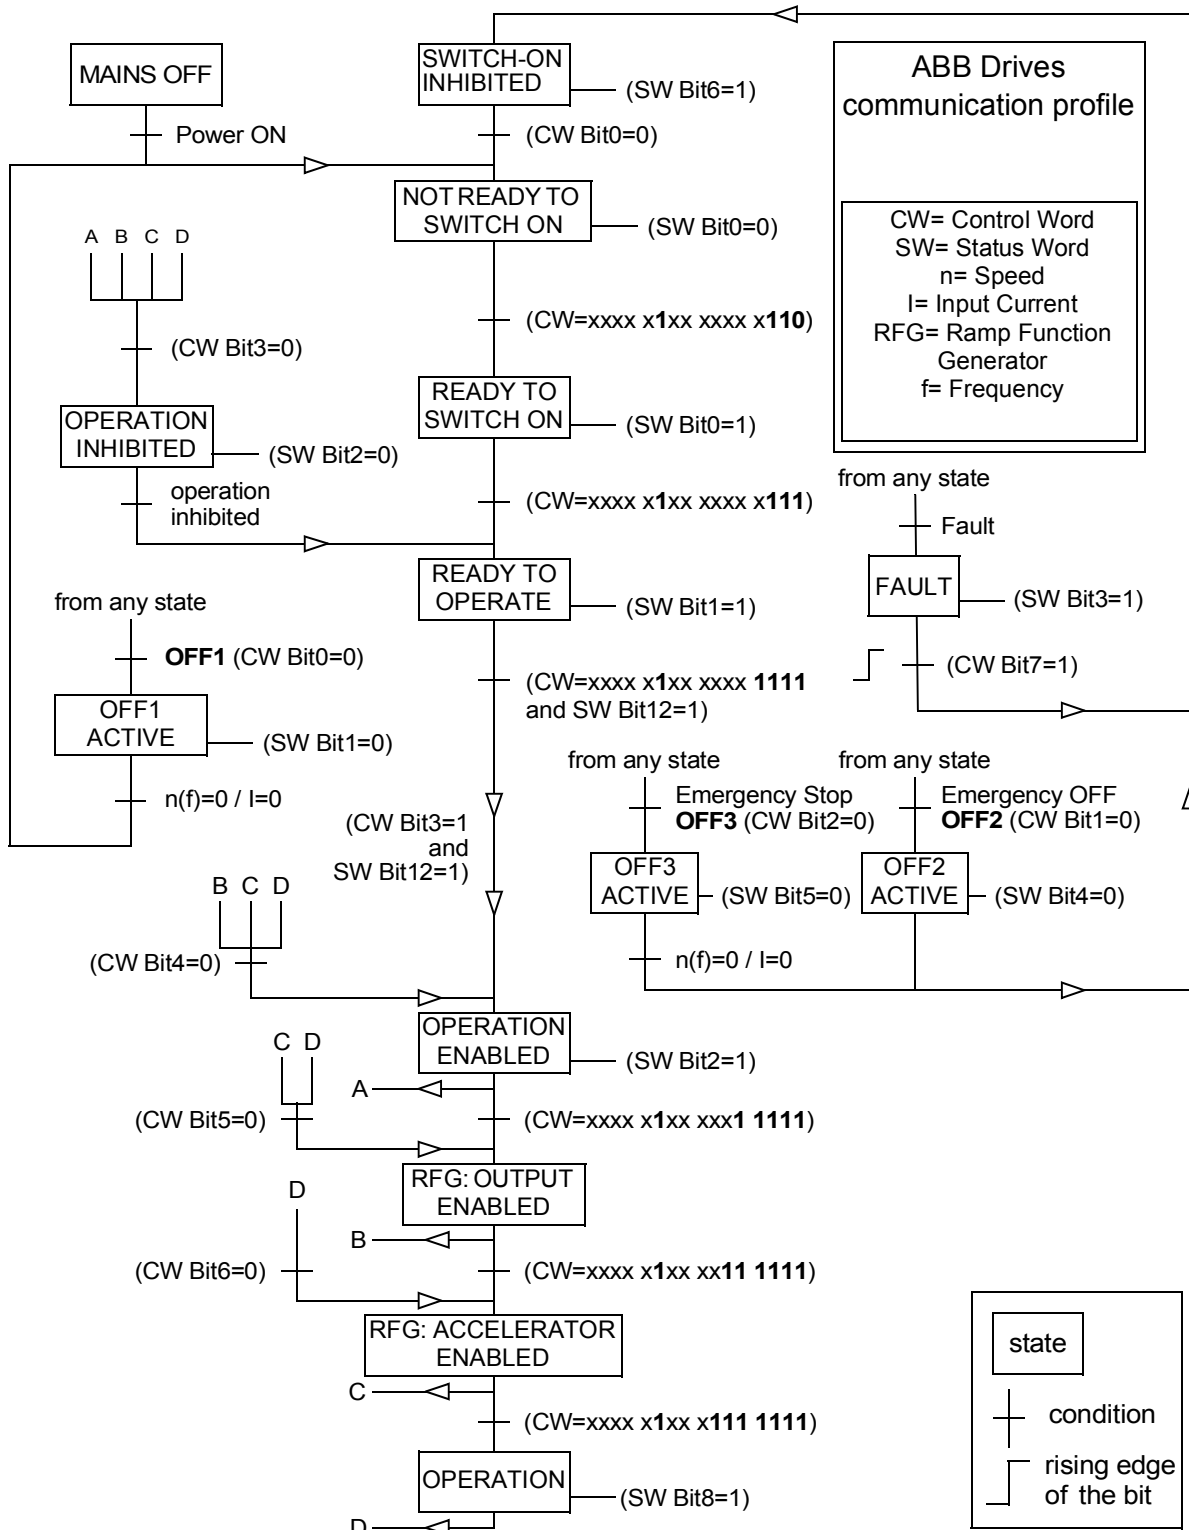 MAINS OFF
Power ON
SWITCH-ON
INHIBITED
(SW Bit6=1)
(CW Bit0=0)
ABB Drives
communication profile
CW= Control Word
SW= Status Word
n= Speed
I= Input Current
RFG= Ramp Function
Generator
f= Frequency
NOT READY TO
SWITCH ON
(SW Bit0=0)
A B C D
(CW Bit3=0)
(CW=xxxx x1xx xxxx x110)
OPERATION
INHIBITED
(SW Bit2=0)
operation
inhibited
READY TO
SWITCH ON
(SW Bit0=1)
(CW=xxxx x1xx xxxx x111)
from any state
Fault
FAULT
(SW Bit3=1)
(CW Bit7=1)
READY TO
OPERATE
(SW Bit1=1)
(CW=xxxx x1xx xxxx 1111
and SW Bit12=1)
from any state
OFF1 (CW Bit0=0)
OFF1
ACTIVE
(SW Bit1=0)
n(f)=0 / I=0
(CW Bit3=1
and
SW Bit12=1)
from any state
Emergency Stop
OFF3 (CW Bit2=0)
OFF3
ACTIVE
(SW Bit5=0)
n(f)=0 / I=0
from any state
Emergency OFF
OFF2 (CW Bit1=0)
OFF2
ACTIVE
(SW Bit4=0)
B C D
(CW Bit4=0)
OPERATION
ENABLED
(SW Bit2=1)
A
C D
(CW Bit5=0)
(CW=xxxx x1xx xxx1 1111)
RFG: OUTPUT
ENABLED
D
B
(CW Bit6=0)
(CW=xxxx x1xx xx11 1111)
RFG: ACCELERATOR
ENABLED
C
(CW=xxxx x1xx x111 1111)
OPERATION
(SW Bit8=1)
D
state
condition
rising edge
of the bit